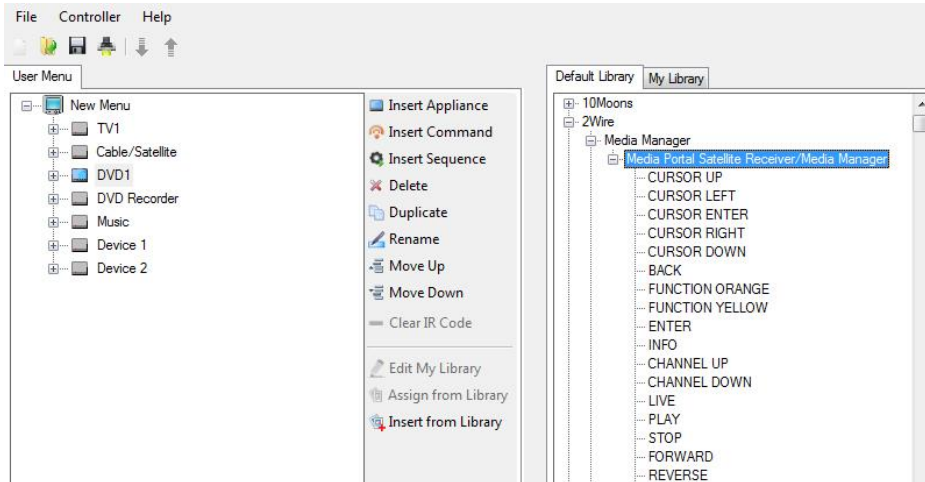 File Controller Help
User Menu
New Menu
TV1
Cable/Satellite
DVD1
DVD Recorder
Music
Device 1
Device 2
Insert Appliance
Insert Command
Insert Sequence
Delete
Duplicate
Rename
Move Up
Move Down
Clear IR Code
Edit My Library
Assign from Library
Insert from Library
Default Library My Library
10Moons
2Wire
Media Manager
Media Portal Satellite Receiver/Media Manager
CURSOR UP
CURSOR LEFT
CURSOR ENTER
CURSOR RIGHT
CURSOR DOWN
BACK
FUNCTION ORANGE
FUNCTION YELLOW
ENTER
INFO
CHANNEL UP
CHANNEL DOWN
LIVE
PLAY
STOP
FORWARD
REVERSE